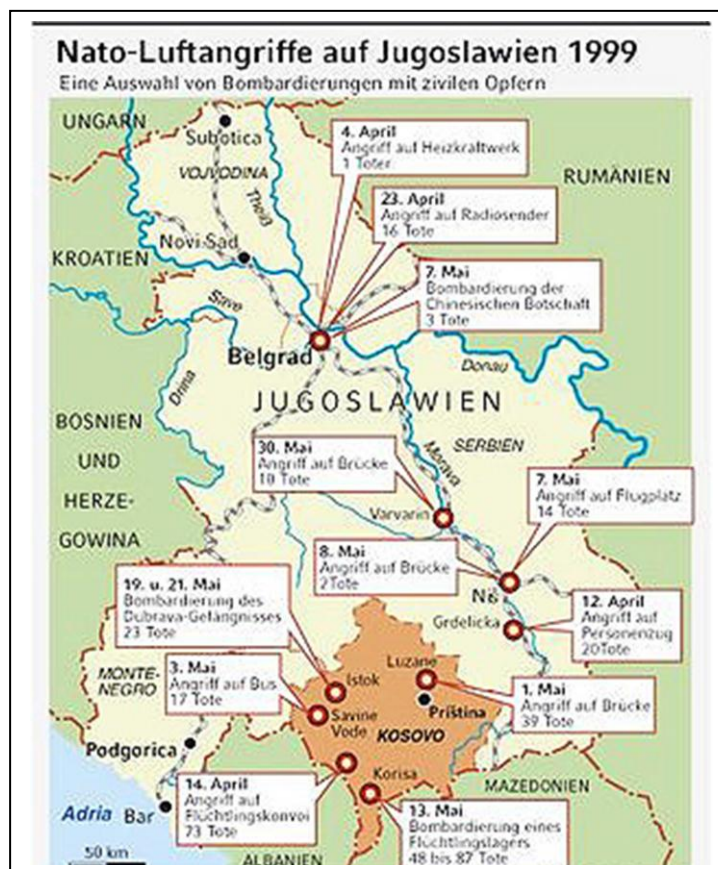 Nato-Luftangriffe auf Jugoslawien 1999
Eine Auswahl von Bombardierungen mit zivilen Opfern
UNGARN
Subotica
VOJVODINA
Theiß
4. April
Angriff auf Heizkraftwerk
1 Toter
RUMÄNIEN
23. April
Angriff auf Radiosender
16 Tote
KROATIEN
Novi Sad
7. Mai
Bombardierung der
Chinesischen Botschaft
3 Tote
Save
Belgrad
Donau
Drina
JUGOSLAWIEN
BOSNIEN
UND
HERZE-
GOWINA
SERBIEN
Morava
30. Mai
Angriff auf Brücke
10 Tote
Varvarin
7. Mai
Angriff auf Flugplatz
14 Tote
8. Mai
Angriff auf Brücke
2Tote
Niš
19. u. 21. Mai
Bombardierung des
Dubrava-Gefängnisses
23 Tote
Grdelicka
12. April
Angriff auf
Personenzug
20Tote
MONTE-
NEGRO
3. Mai
Angriff auf Bus
17 Tote
Istok
Luzane
Savine
Vode
Priština
KOSOVO
1. Mai
Angriff auf Brücke
39 Tote
Podgorica
14. April
Angriff auf
Flüchtlingskonvoi
73 Tote
Korisa
MAZEDONIEN
Adria
Bar
13. Mai
Bombardierung eines
Flüchtlingslagers
48 bis 87 Tote
50 km
ALBANIEN